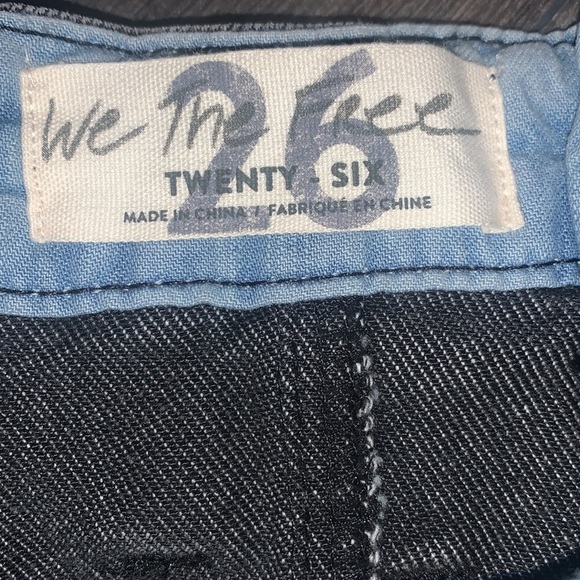 26
We The Free
TWENTY - SIX
MADE IN CHINA / FABRIQUÉ EN CHINE